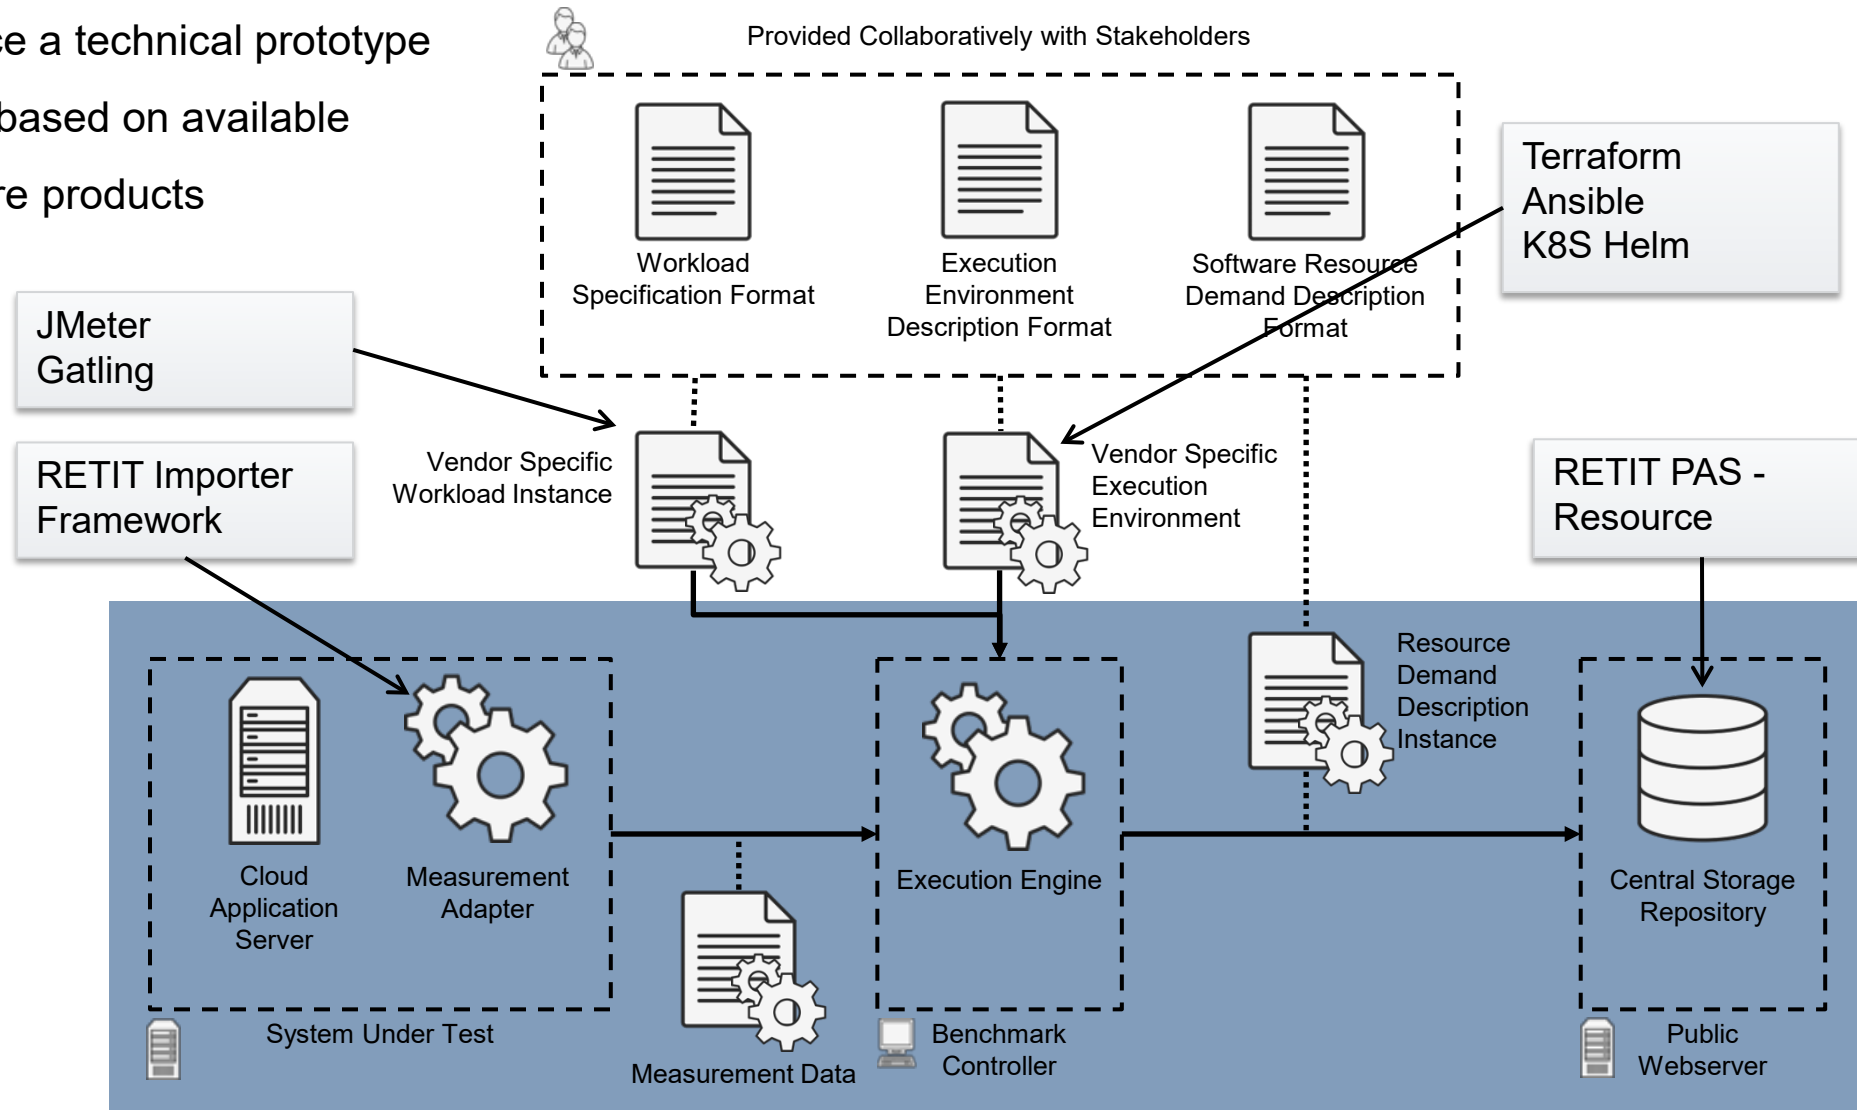 a technical prototype
based on available
products
Provided Collaboratively with Stakeholders
Workload
Specification Format
Execution
Environment
Description Format
Software Resource
Demand Description
Format
Terraform
Ansible
K8S Helm
JMeter
Gatling
RETIT Importer
Framework
Vendor Specific
Workload Instance
Vendor Specific
Execution
Environment
RETIT PAS -
Resource
Resource
Demand
Description
Instance
Cloud
Application
Server
Measurement
Adapter
Execution Engine
Central Storage
Repository
System Under Test
Measurement Data
Benchmark
Controller
Public
Webserver